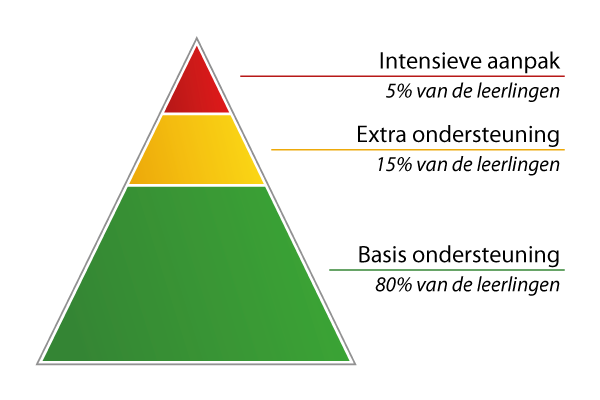 Intensieve aanpak
5% van de leerlingen
Extra ondersteuning
15% van de leerlingen
Basis ondersteuning
80% van de leerlingen